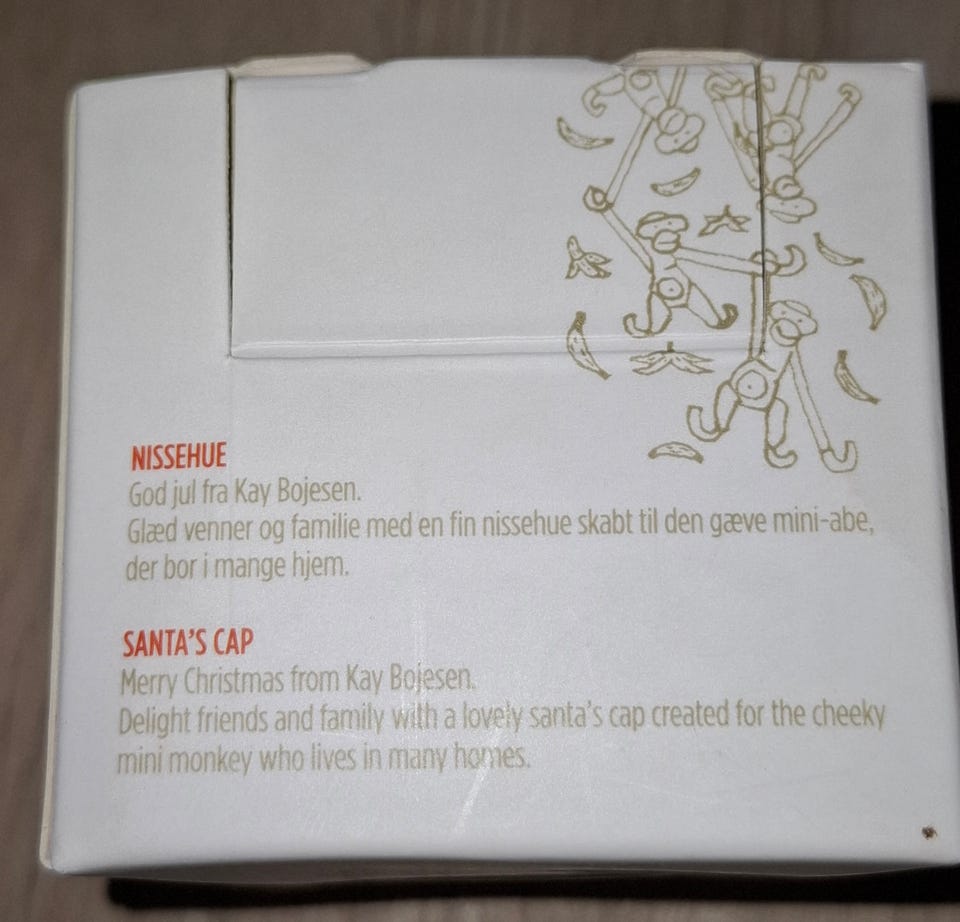 NISSEHUE
God jul fra Kay Bojesen.
Glæd venner og familie med en fin nissehue skabt til den gæve mini-abe,
der bor i mange hjem.
SANTA'S CAP
Merry Christmas from Kay Bojesen.
Delight friends and family with a lovely santa's cap created for the cheeky
mini monkey who lives in many homes.